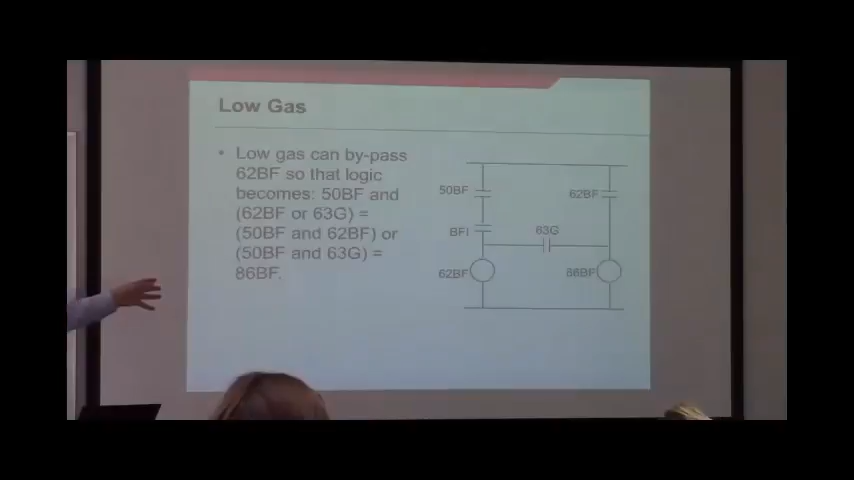 Low Gas
• Low gas can by-pass
62BF so that logic
becomes: 50BF and
(62BF or 63G) =
(50BF and 62BF) or
(50BF and 63G) =
86BF.
50BF
62BF
BFI
63G
62BF
86BF